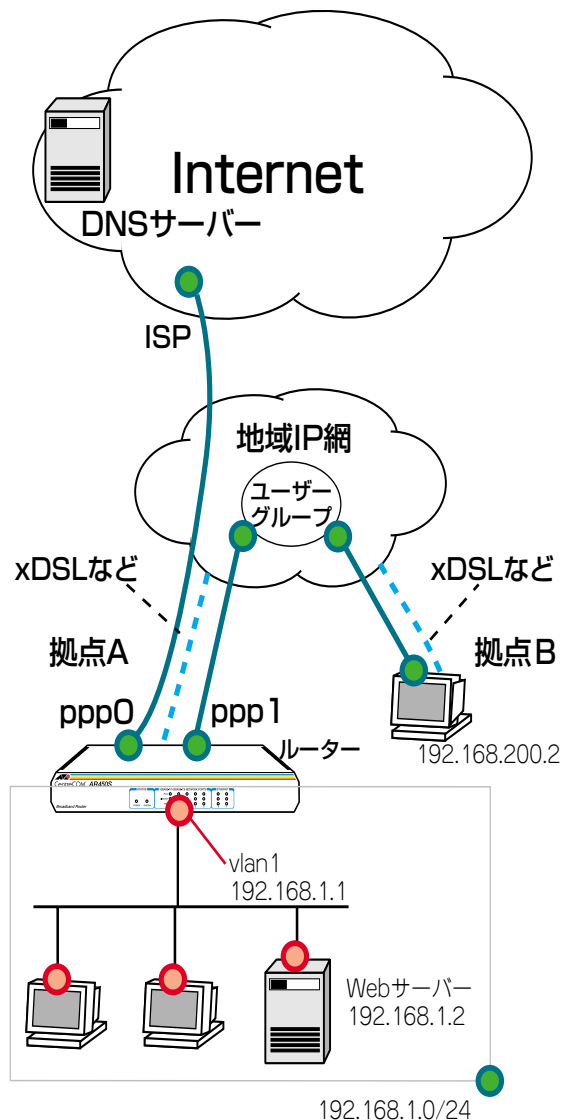 Internet
DNSサーバー
ISP
地域IP網
ユーザー
グループ
xDSLなど
xDSLなど
拠点A
拠点B
ppp0
ppp1
ルーター
192.168.200.2
CentreCOM AR450S
Broadband Router
vlan1
192.168.1.1
Webサーバー
192.168.1.2
192.168.1.0/24